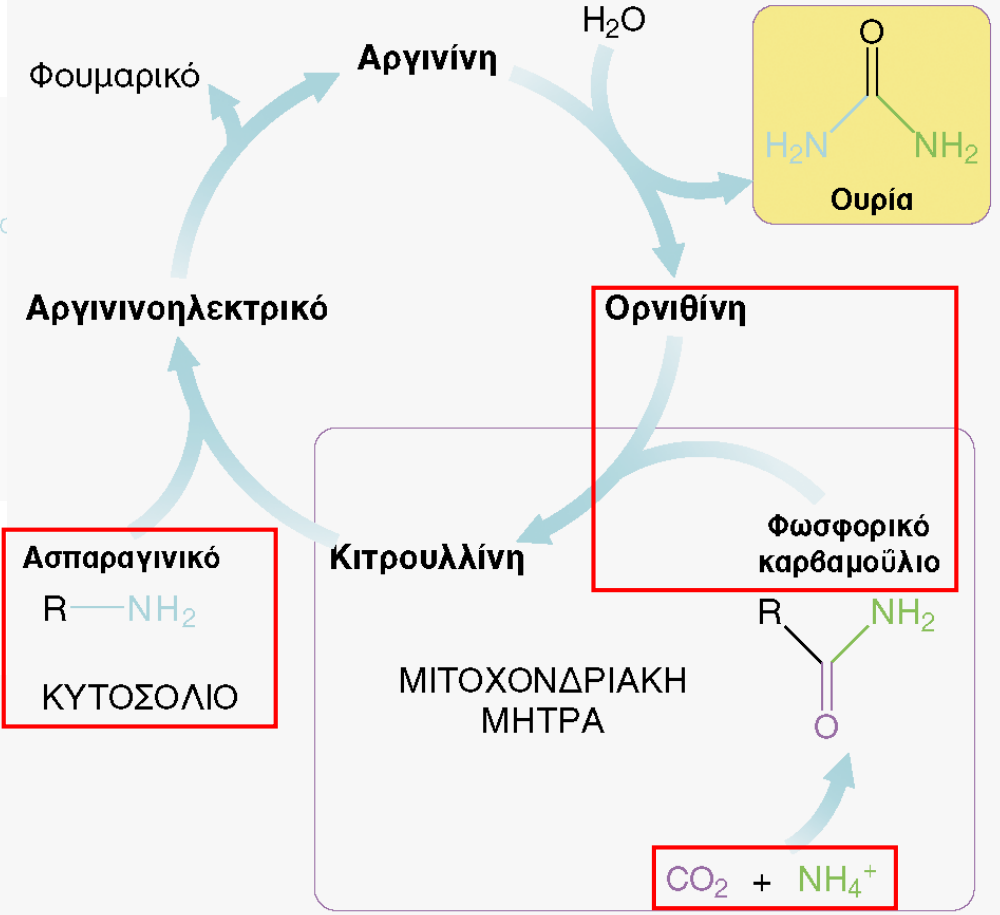 H₂O
O
Φουμαρικό
Αργινίνη
H₂N
NH₂
Ουρία
Αργινινοηλεκτρικό
Ορνιθίνη
Ασπαραγινικό
R—NH₂
ΚΥΤΟΣΟΛΙΟ
Κιτρουλλίνη
Φωσφορικό
καρβαμοΰλιο
R
NH₂
O
ΜΙΤΟΧΟΝΔΡΙΑΚΗ
ΜΗΤΡΑ
CO₂ + NH₄⁺